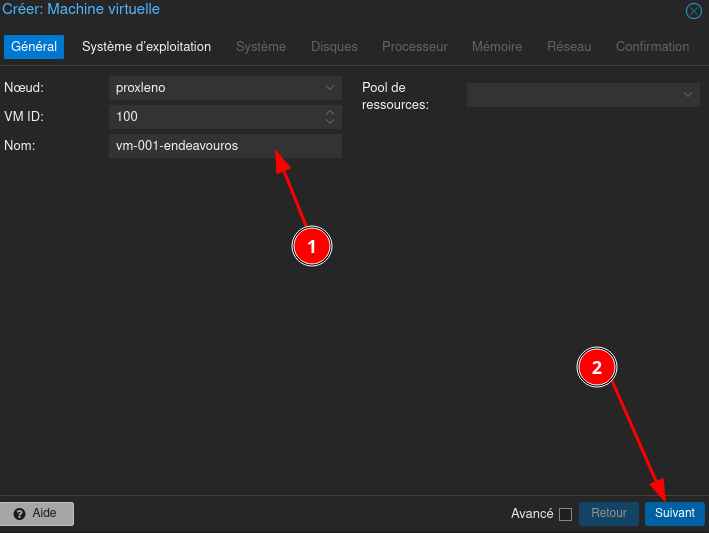 Créer: Machine virtuelle
Général Système d'exploitation Système Disques Processeur Mémoire Réseau Confirmation
Nœud: proxleno
VM ID: 100
Nom: vm-001-endeavouros
Pool de
ressources:
1
2
Aide Avancé Retour Suivant